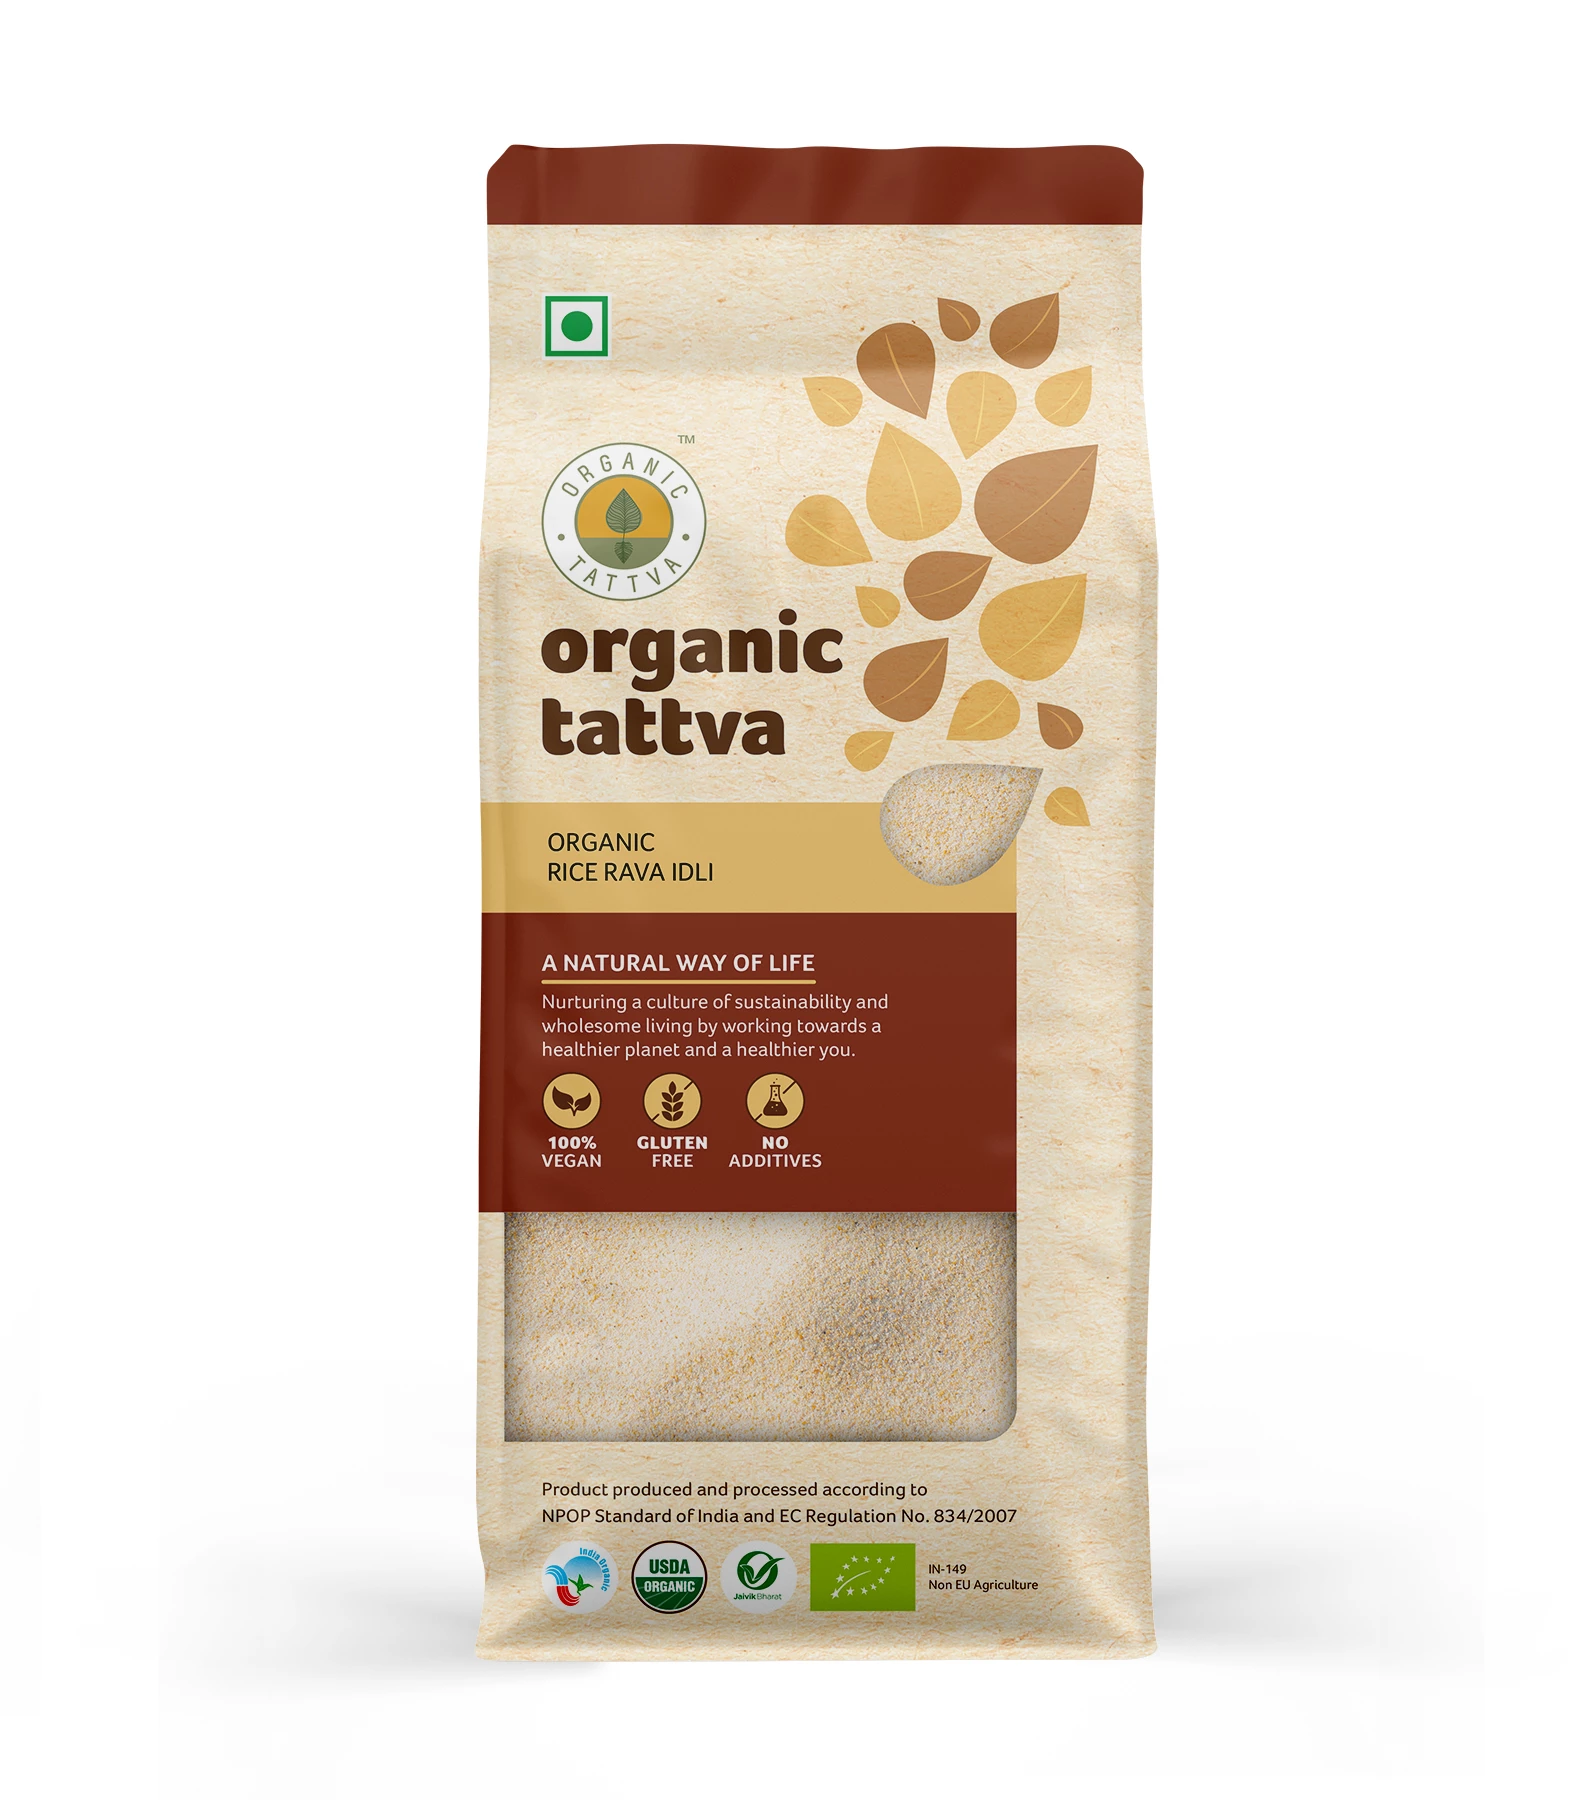 TM
ORGANIC
TATTVA
organic
tattva
ORGANIC
RICE RAVA IDLI
A NATURAL WAY OF LIFE
Nurturing a culture of sustainability and
wholesome living by working towards a
healthier planet and a healthier you.
100%
VEGAN
GLUTEN
FREE
NO
ADDITIVES
Product produced and processed according to
NPOP Standard of India and EC Regulation No. 834/2007
India Organic
USDA
ORGANIC
Jaivik Bharat
IN-149
Non EU Agriculture